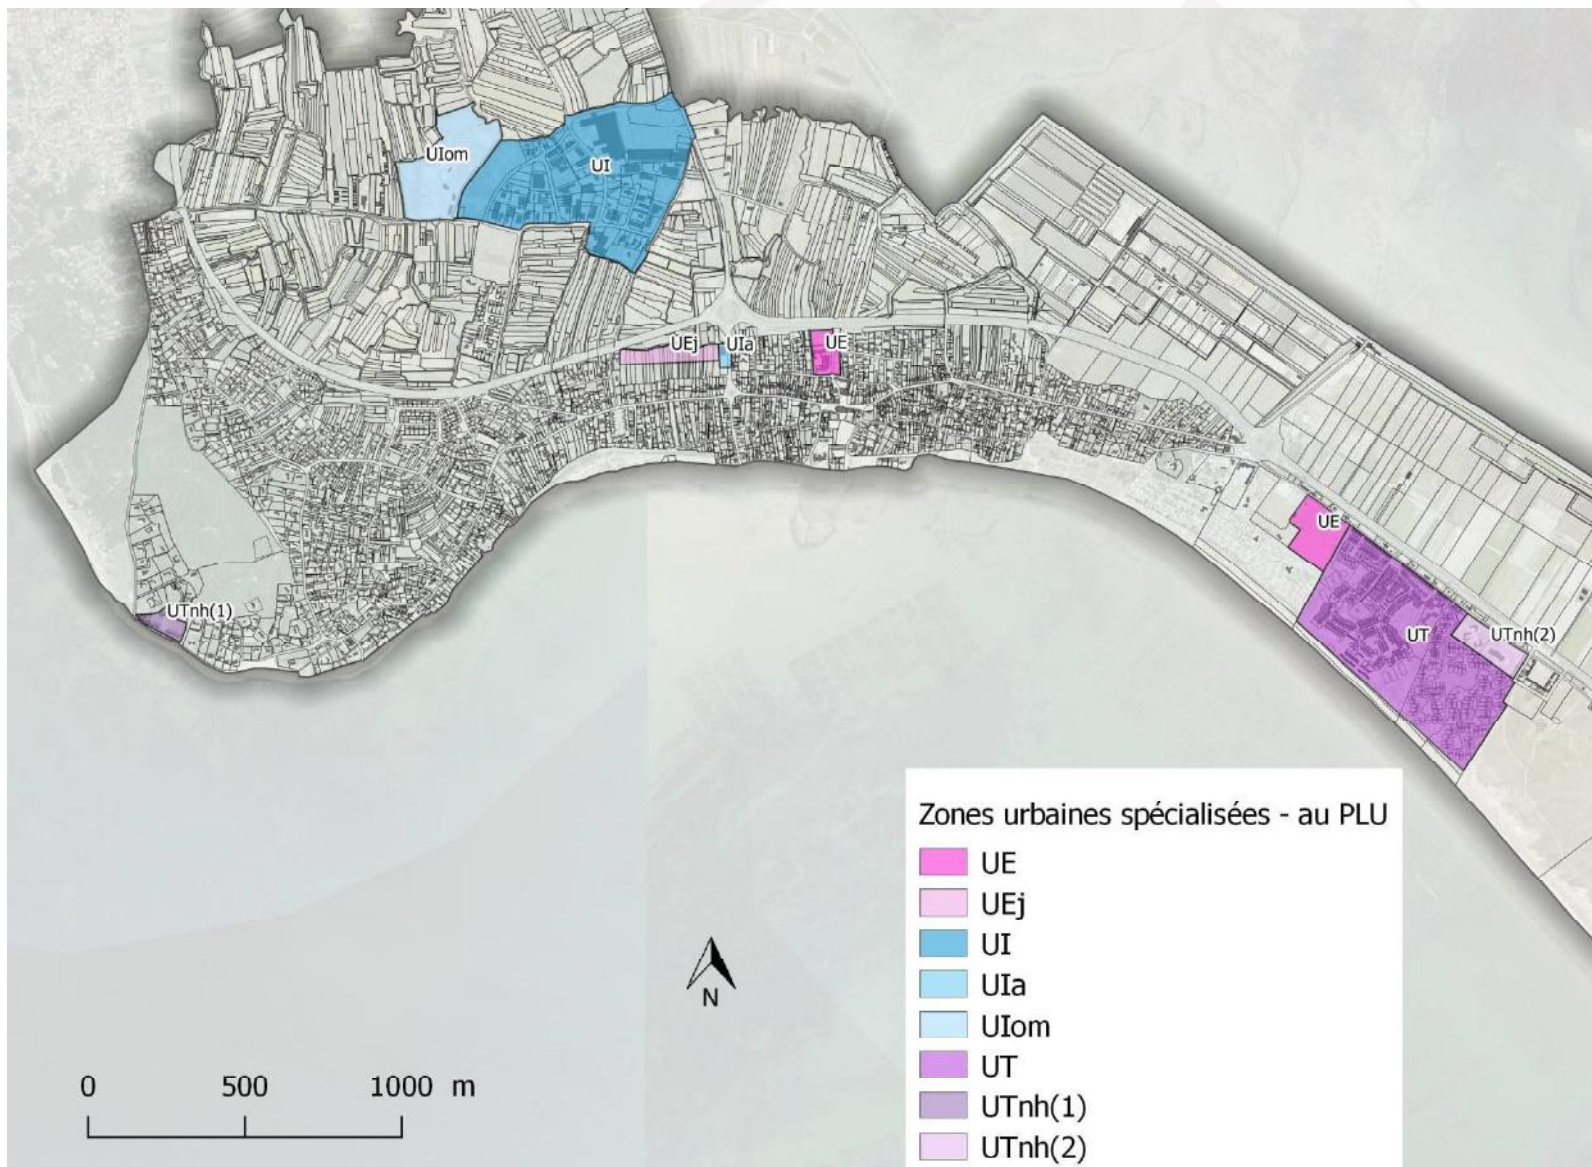 UIom
UI
UEj
UIa
UE
UE
UTnh(1)
UT
UTnh(2)
Zones urbaines spécialisées - au PLU
UE
UEj
UI
UIa
UIom
UT
UTnh(1)
UTnh(2)
N
0 500 1000 m